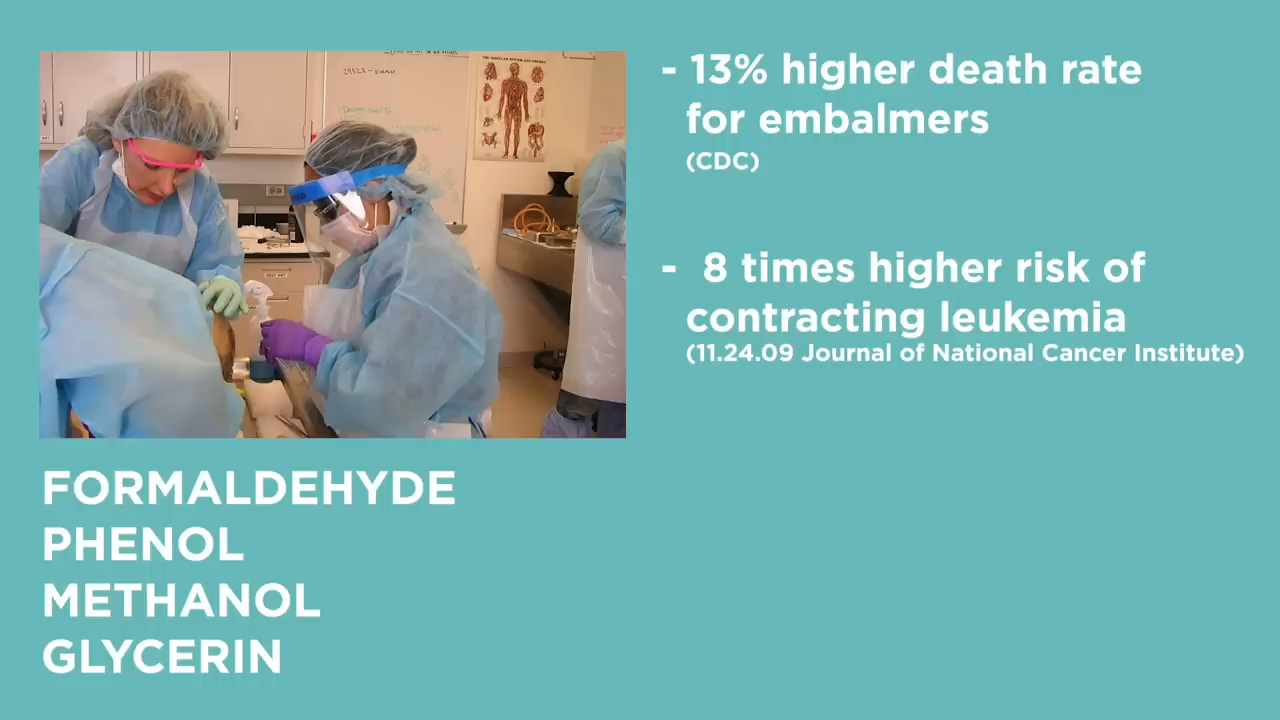 - 13% higher death rate
for embalmers
(CDC)
-  8 times higher risk of
contracting leukemia
(11.24.09 Journal of National Cancer Institute)
FORMALDEHYDE
PHENOL
METHANOL
GLYCERIN